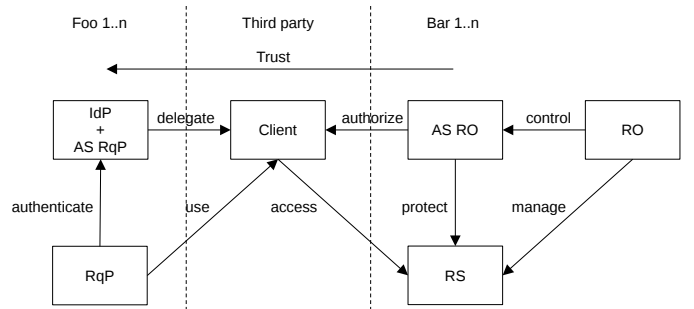 Foo 1..n
Third party
Bar 1..n
Trust
IdP
+
AS RqP
delegate
Client
authorize
AS RO
control
RO
authenticate
use
access
protect
manage
RqP
RS